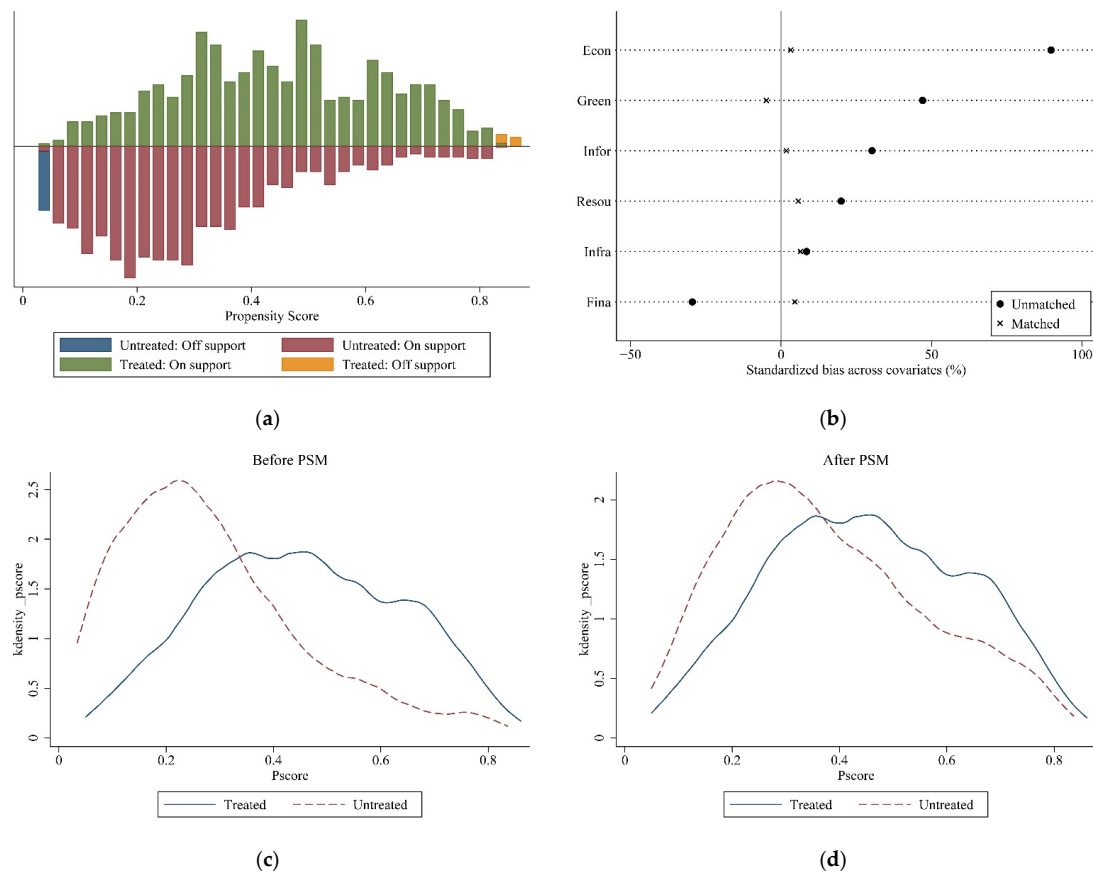 0 0.2 0.4 0.6 0.8
Propensity Score
Untreated: Off support Untreated: On support
Treated: On support Treated: Off support
(a)
Econ
Green
Infor
Resou
Infra
Fina
Unmatched
Matched
−50 0 50 100
Standardized bias across covariates (%)
(b)
Before PSM
kdensity _pscore
2.5
2
1.5
1
0.5
0
0 0.2 0.4 0.6 0.8
Pscore
Treated Untreated
(c)
After PSM
kdensity _pscore
2
1.5
1
0.5
0
0 0.2 0.4 0.6 0.8
Pscore
Treated Untreated
(d)